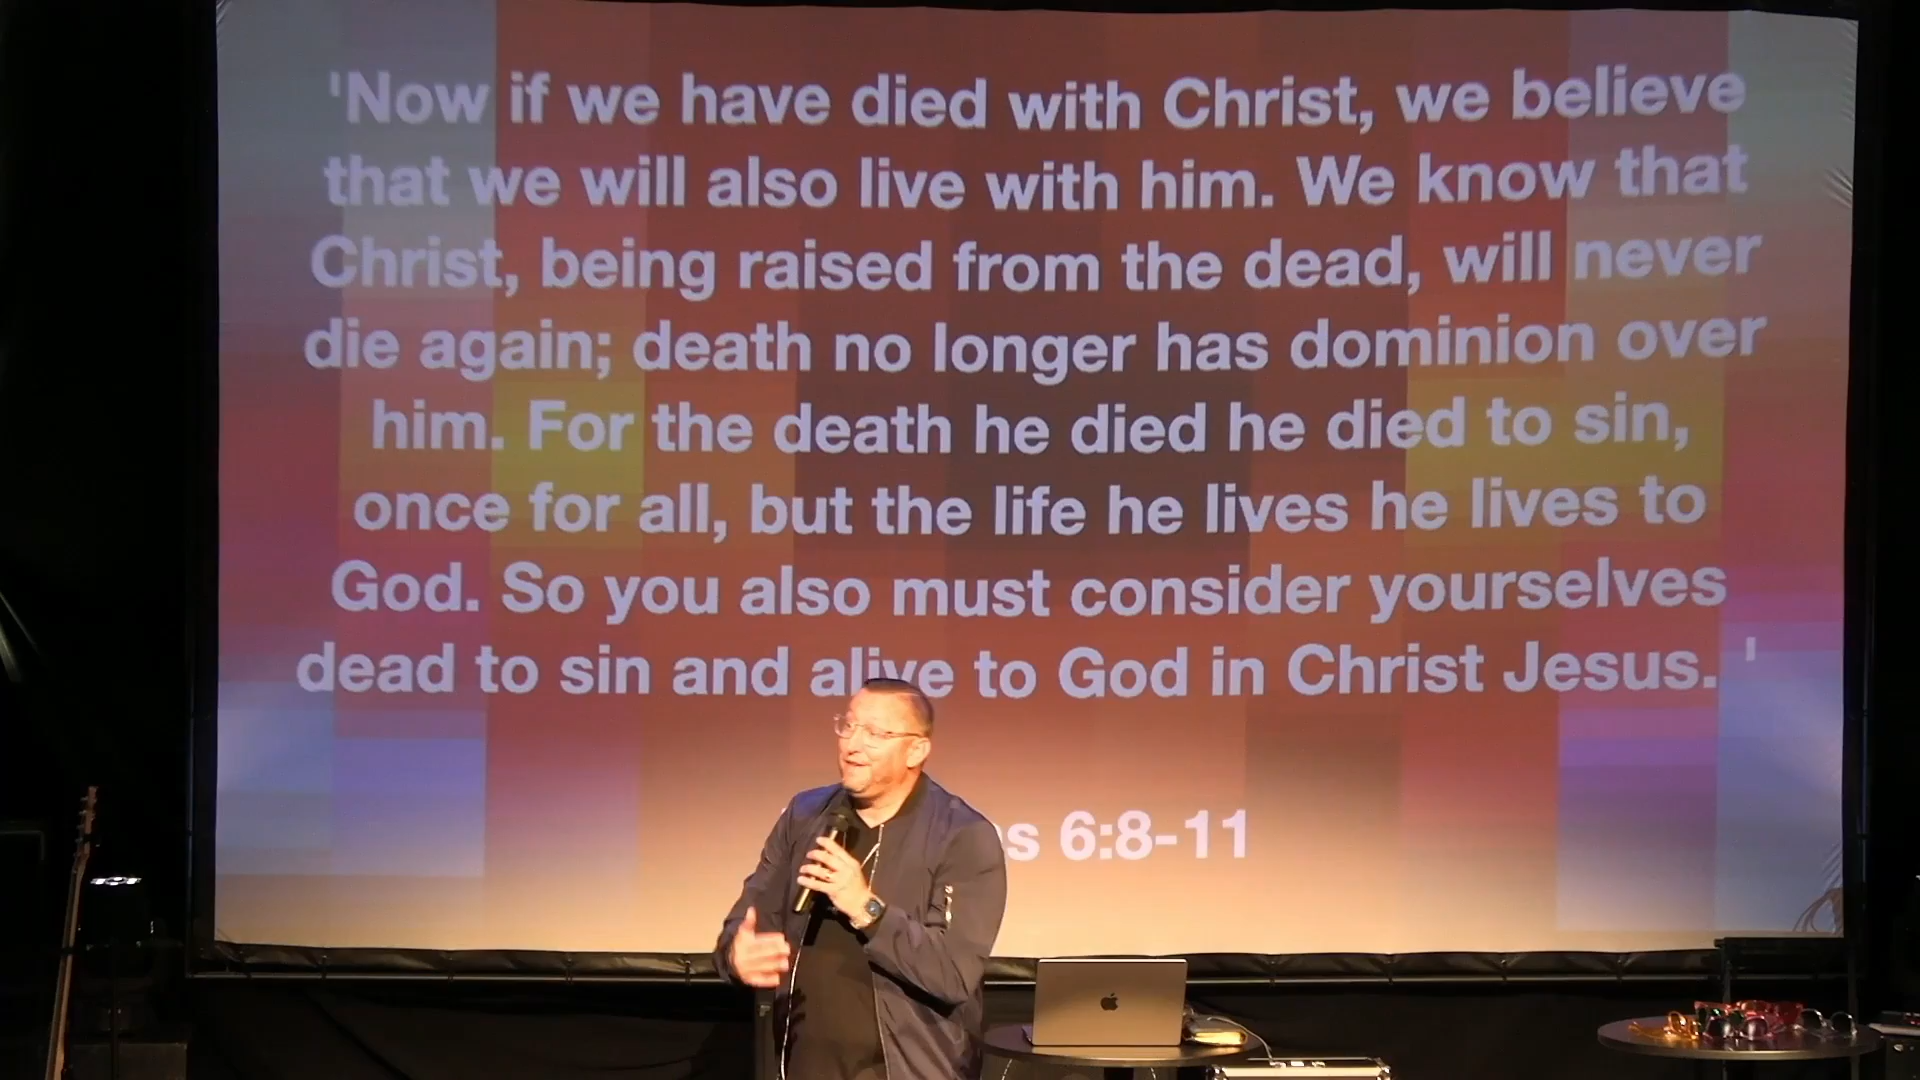 'Now if we have died with Christ, we believe
that we will also live with him. We know that
Christ, being raised from the dead, will never
die again; death no longer has dominion over
him. For the death he died he died to sin,
once for all, but the life he lives he lives to
God. So you also must consider yourselves
dead to sin and alive to God in Christ Jesus. '
6:8-11